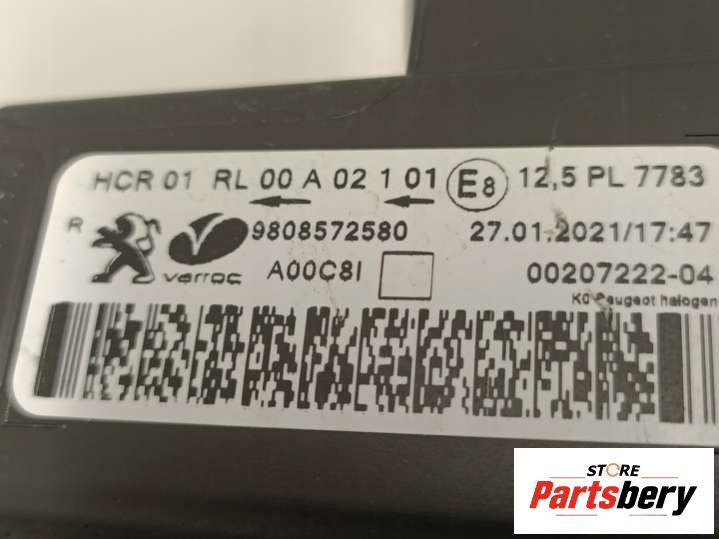 HCR 01 RL 00 A 02 1 01 E8 12,5 PL 7783
R varroc 9808572580 27.01.2021/17:47
A00C8I 00207222-04
K0 Peugeot halogen
STORE
Partsbery